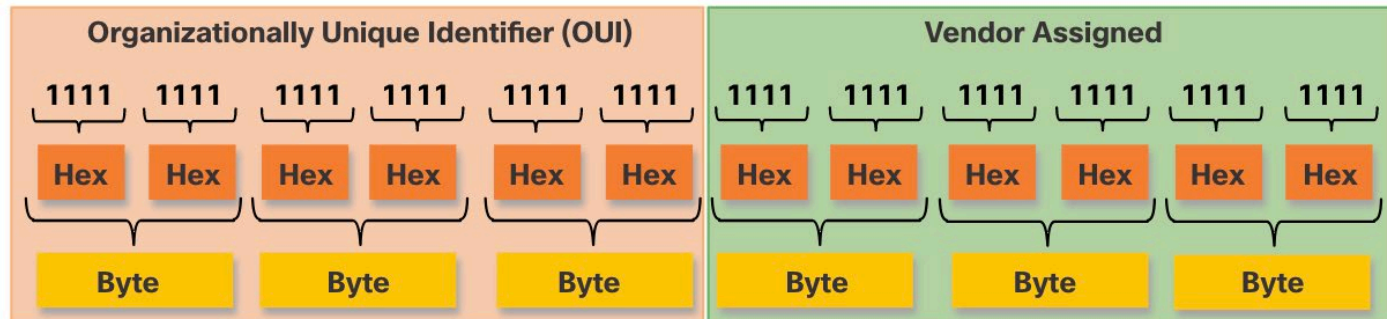 Organizationally Unique Identifier (OUI) Vendor Assigned
1111 1111 1111 1111 1111 1111 1111 1111 1111 1111 1111 1111
Hex Hex Hex Hex Hex Hex Hex Hex Hex Hex Hex Hex
Byte Byte Byte Byte Byte Byte